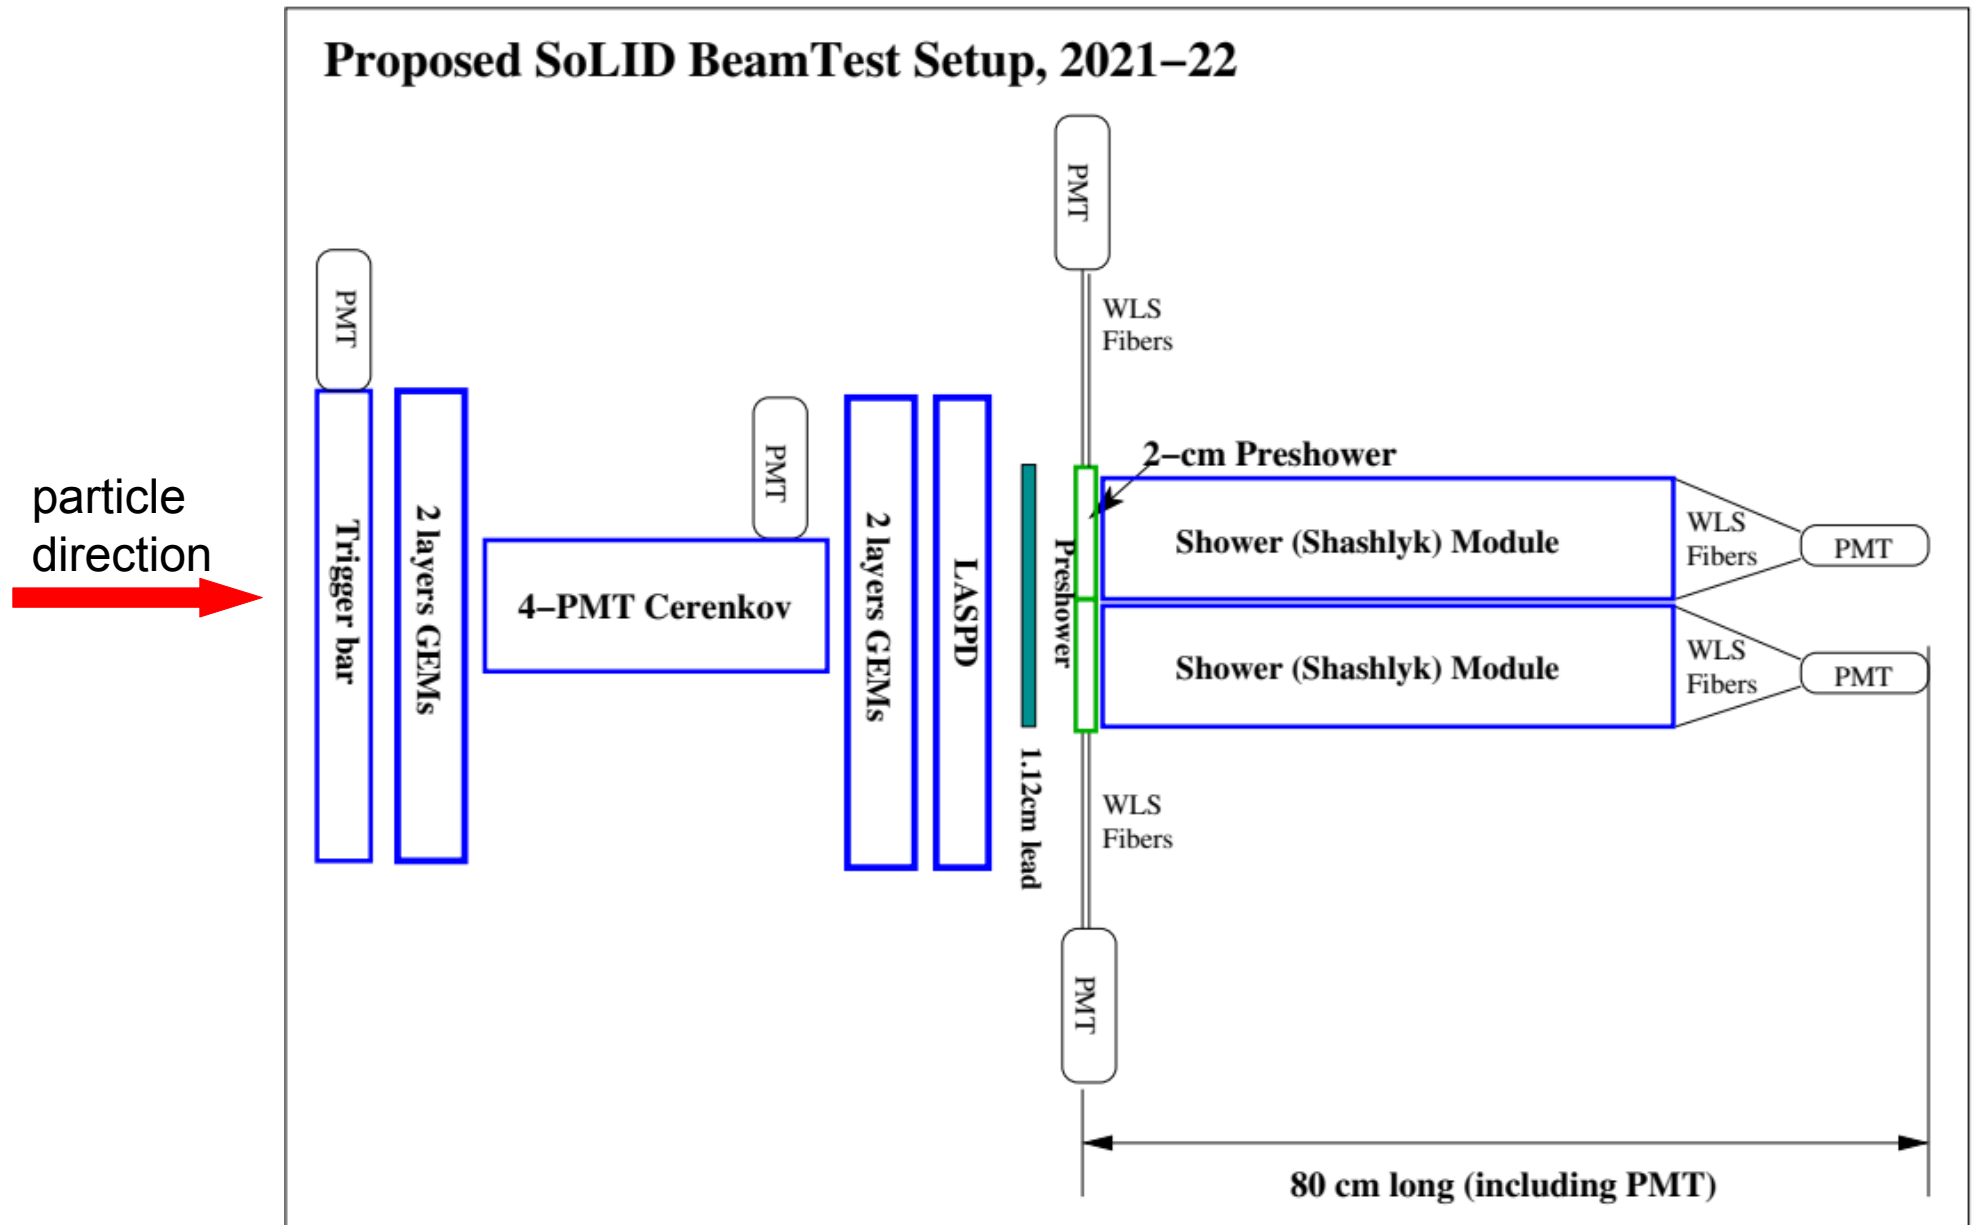 Proposed SoLID BeamTest Setup, 2021–22
PMT
PMT
WLS
Fibers
PMT
particle
direction
Trigger bar
2 layers GEMs
4–PMT Cerenkov
2 layers GEMs
LASPD
1.12cm lead
Preshower
2–cm Preshower
Shower (Shashlyk) Module
WLS
Fibers
PMT
Shower (Shashlyk) Module
WLS
Fibers
PMT
WLS
Fibers
PMT
80 cm long (including PMT)